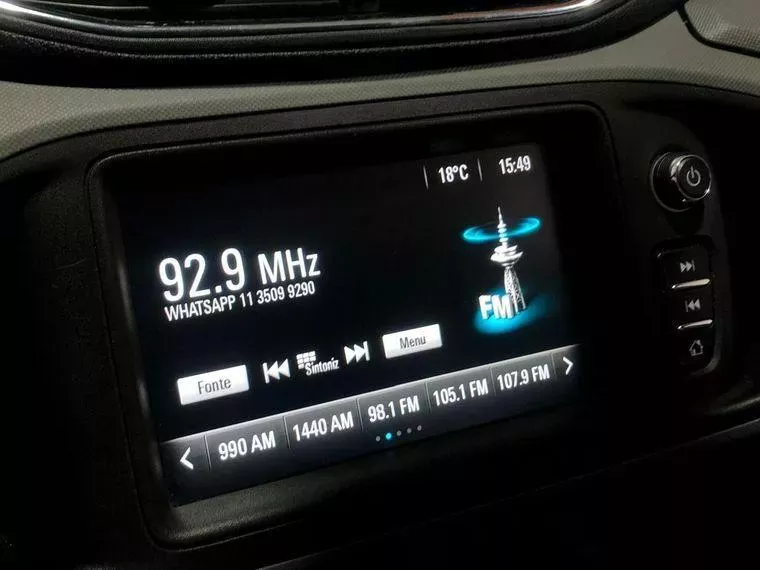 18°C 15:49
92.9 MHz
WHATSAPP 11 3509 9290
FM
Fonte Sintoniz Menu
990 AM 1440 AM 98.1 FM 105.1 FM 107.9 FM